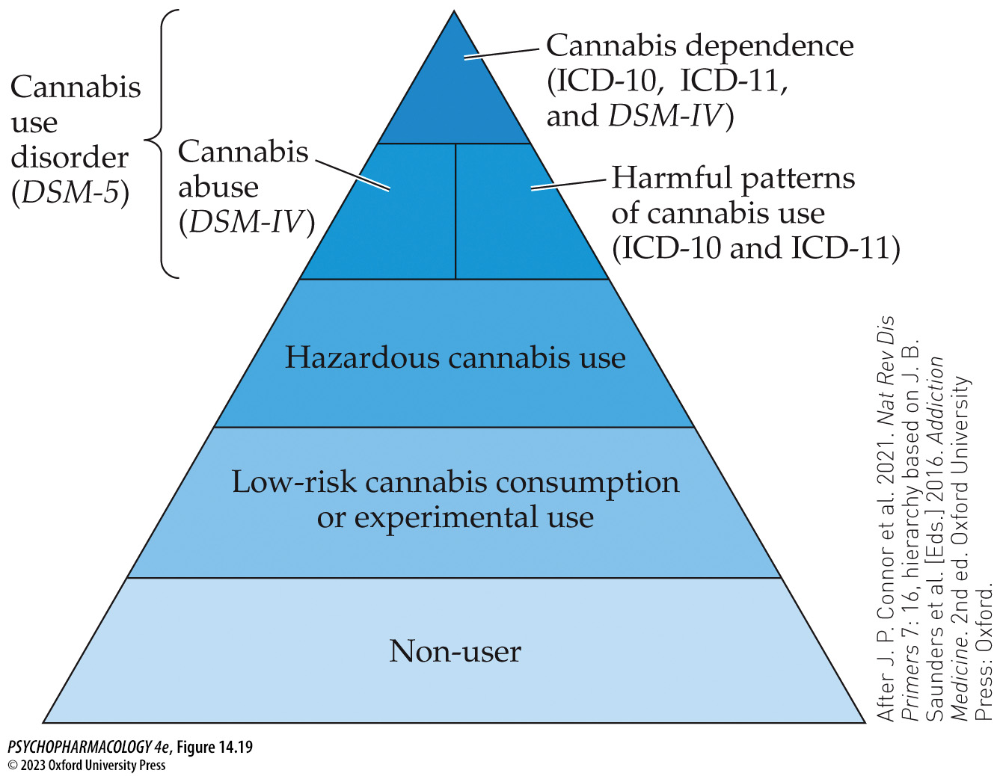 Cannabis
use
disorder
(DSM-5)
Cannabis
abuse
(DSM-IV)
Cannabis dependence
(ICD-10, ICD-11,
and DSM-IV)
Harmful patterns
of cannabis use
(ICD-10 and ICD-11)
Hazardous cannabis use
Low-risk cannabis consumption
or experimental use
Non-user
After J. P. Connor et al. 2021. Nat Rev Dis
Primers 7: 16, hierarchy based on J. B.
Saunders et al. [Eds.] 2016. Addiction
Medicine. 2nd ed. Oxford University
Press: Oxford.
PSYCHOPHARMACOLOGY 4e, Figure 14.19
© 2023 Oxford University Press